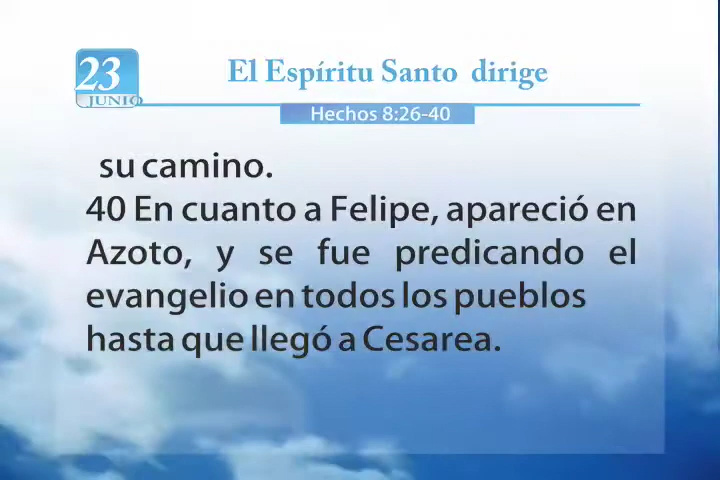 23
JUNIO
El Espíritu Santo dirige
Hechos 8:26-40
su camino.
40 En cuanto a Felipe, apareció en
Azoto, y se fue predicando el
evangelio en todos los pueblos
hasta que llegó a Cesarea.